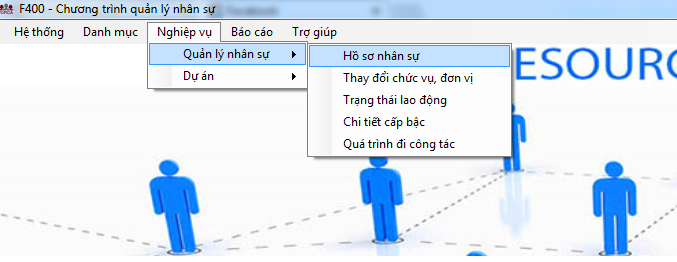 F400 - Chương trình quản lý nhân sự
Hệ thống Danh mục Nghiệp vụ Báo cáo Trợ giúp
Quản lý nhân sự
Dự án
Hồ sơ nhân sự
Thay đổi chức vụ, đơn vị
Trạng thái lao động
Chi tiết cấp bậc
Quá trình đi công tác